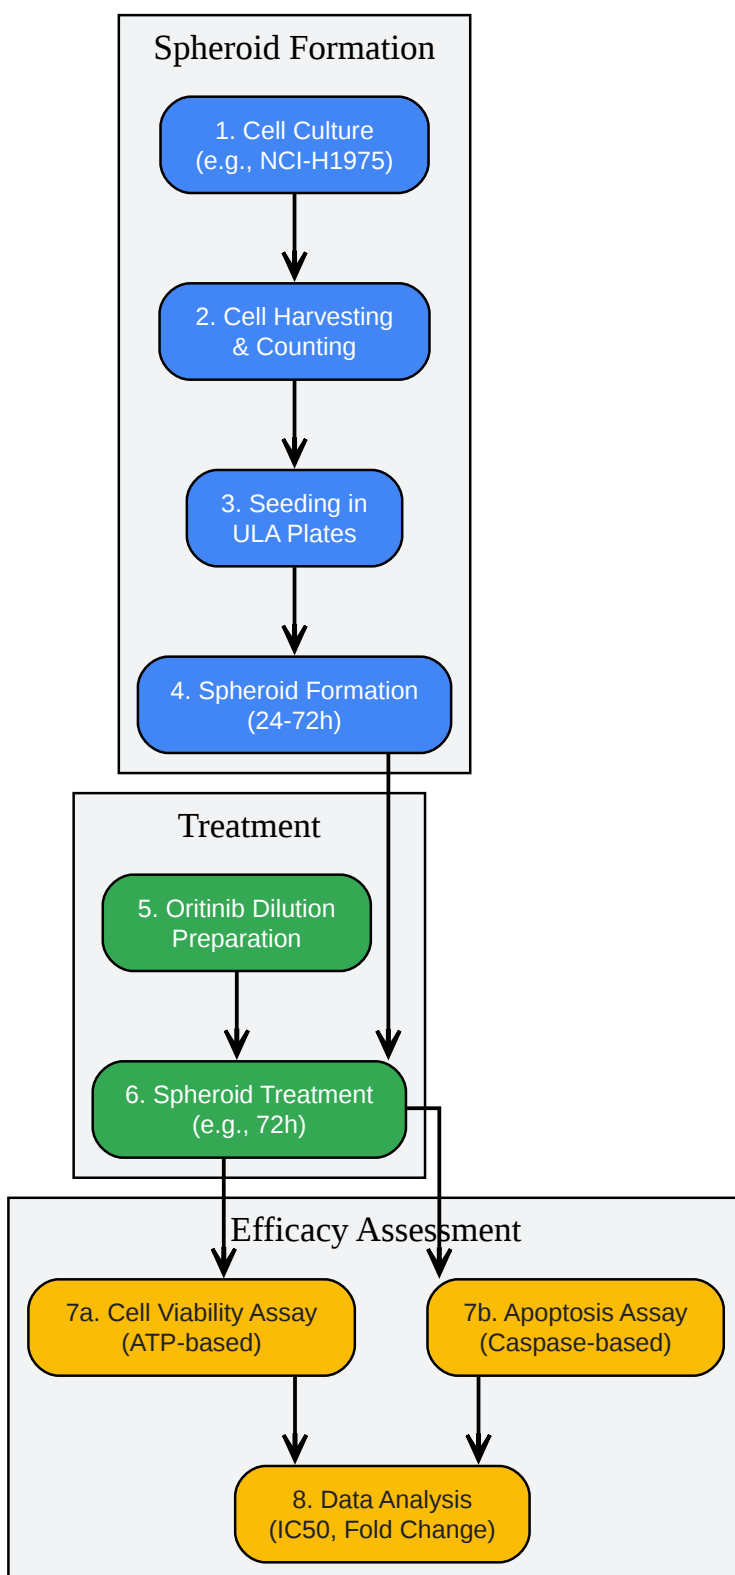 Spheroid Formation
1. Cell Culture
(e.g., NCI-H1975)
2. Cell Harvesting
& Counting
3. Seeding in
ULA Plates
4. Spheroid Formation
(24-72h)
Treatment
5. Oritinib Dilution
Preparation
6. Spheroid Treatment
(e.g., 72h)
Efficacy Assessment
7a. Cell Viability Assay
(ATP-based)
7b. Apoptosis Assay
(Caspase-based)
8. Data Analysis
(IC50, Fold Change)